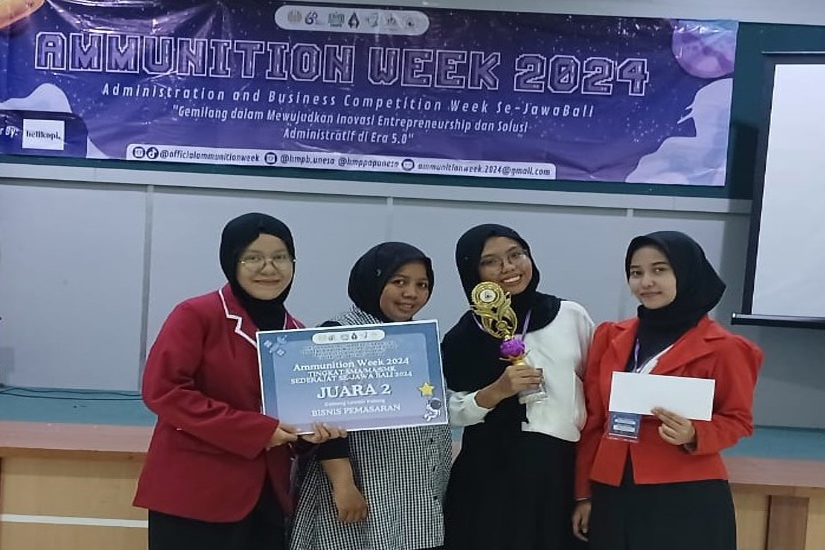 AMMUNITION WEEK 2024
Administration and Business Competition Week Se-JawaBali
"Gemilang dalam Mewujudkan Inovasi Entrepreneurship dan Solusi
Administratif di Era 5.0"
By:
hellkopi.
@officialammunitionweek @hmpb.unesa @hmppapunesa ammunitionweek.2024@gmail.com
Ammunition Week 2024
TINGKAT SMA/MA/SMK
SEDERAJAT SE-JAWA BALI 2024
JUARA 2
BISNIS PEMASARAN